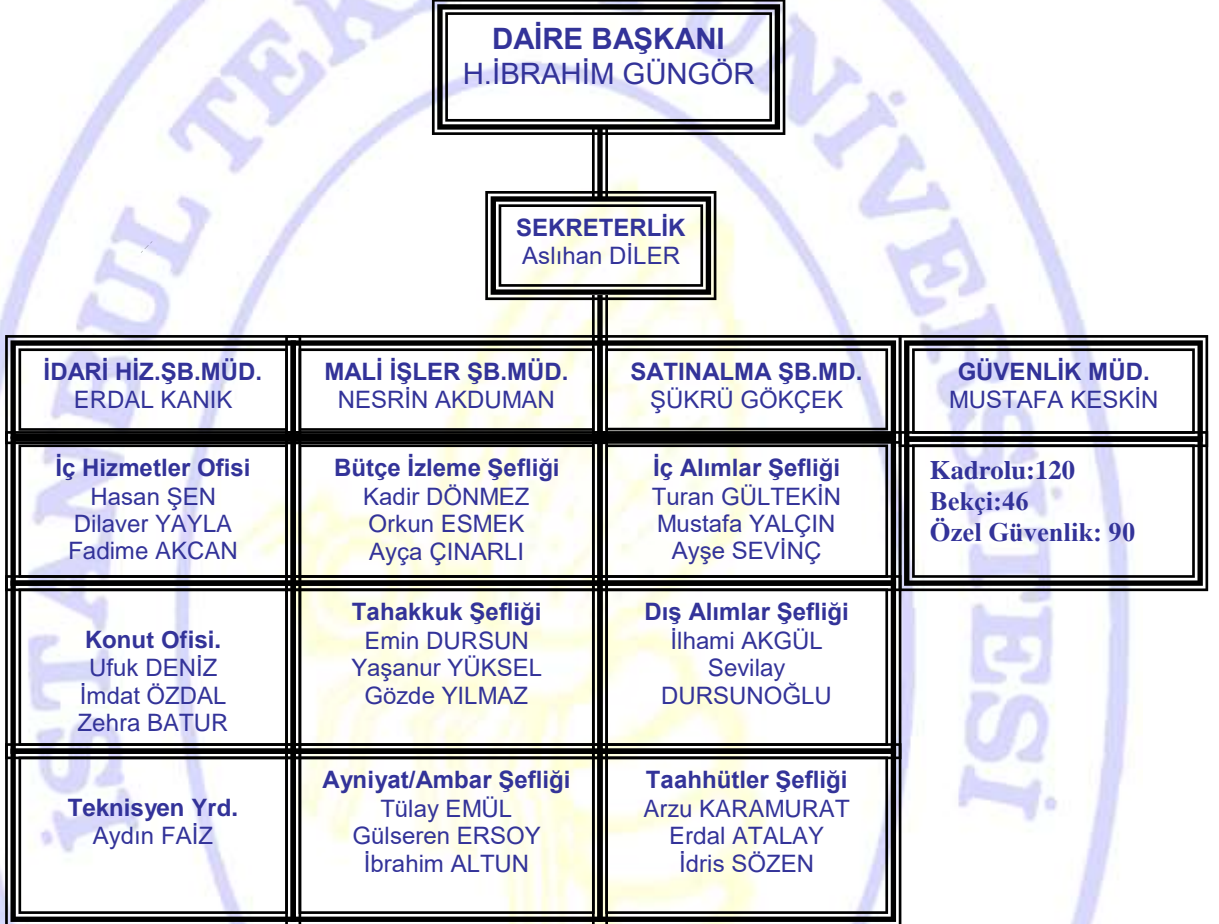 DAİRE BAŞKANI
H.İBRAHİM GÜNGÖR
SEKRETERLİK
Aslıhan DİLER
İDARİ HİZ.ŞB.MÜD.
ERDAL KANIK
MALİ İŞLER ŞB.MÜD.
NESRİN AKDUMAN
SATINALMA ŞB.MD.
ŞÜKRÜ GÖKÇEK
GÜVENLİK MÜD.
MUSTAFA KESKİN
İç Hizmetler Ofisi
Hasan ŞEN
Dilaver YAYLA
Fadime AKCAN
Bütçe İzleme Şefliği
Kadir DÖNMEZ
Orkun ESMEK
Ayça ÇINARLI
İç Alımlar Şefliği
Turan GÜLTEKİN
Mustafa YALÇIN
Ayşe SEVİNÇ
Kadrolu:120
Bekçi:46
Özel Güvenlik: 90
Konut Ofisi.
Ufuk DENİZ
İmdat ÖZDAL
Zehra BATUR
Tahakkuk Şefliği
Emin DURSUN
Yaşanur YÜKSEL
Gözde YILMAZ
Dış Alımlar Şefliği
İlhami AKGÜL
Sevilay
DURSUNOĞLU
Teknisyen Yrd.
Aydın FAİZ
Ayniyat/Ambar Şefliği
Tülay EMÜL
Gülseren ERSOY
İbrahim ALTUN
Taahhütler Şefliği
Arzu KARAMURAT
Erdal ATALAY
İdris SÖZEN
İSTANBUL TEKNİK ÜNİVERSİTESİ